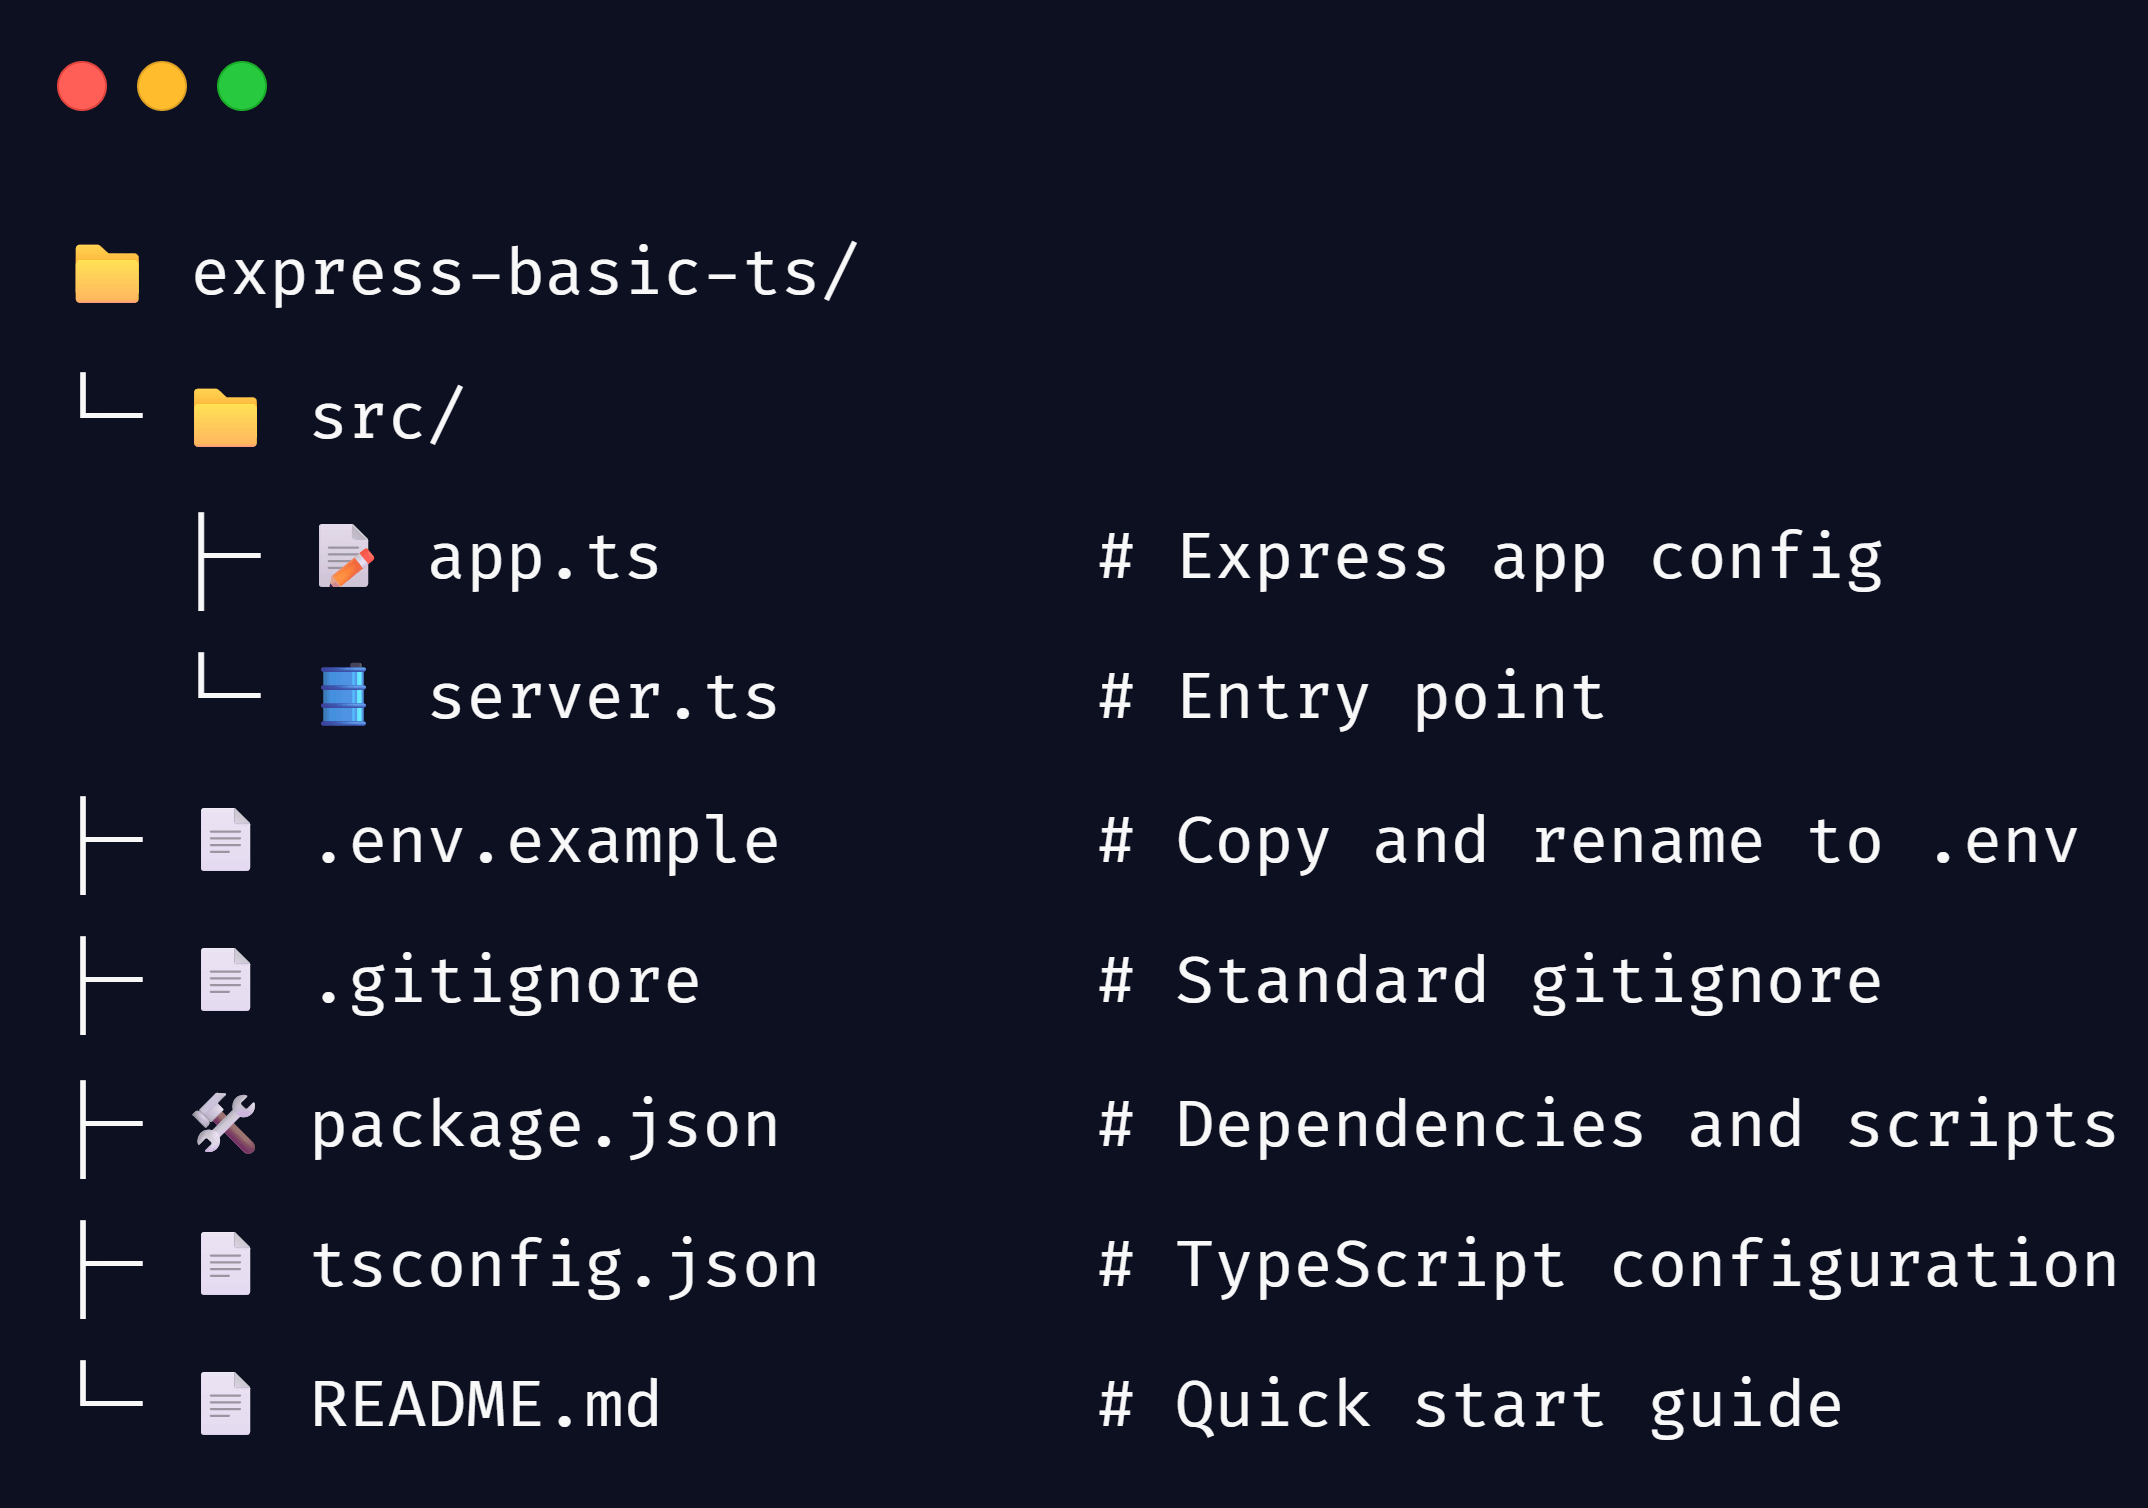 express-basic-ts/
└─ src/
├─ app.ts # Express app config
└─ server.ts # Entry point
├─ .env.example # Copy and rename to .env
├─ .gitignore # Standard gitignore
├─ package.json # Dependencies and scripts
├─ tsconfig.json # TypeScript configuration
└─ README.md # Quick start guide